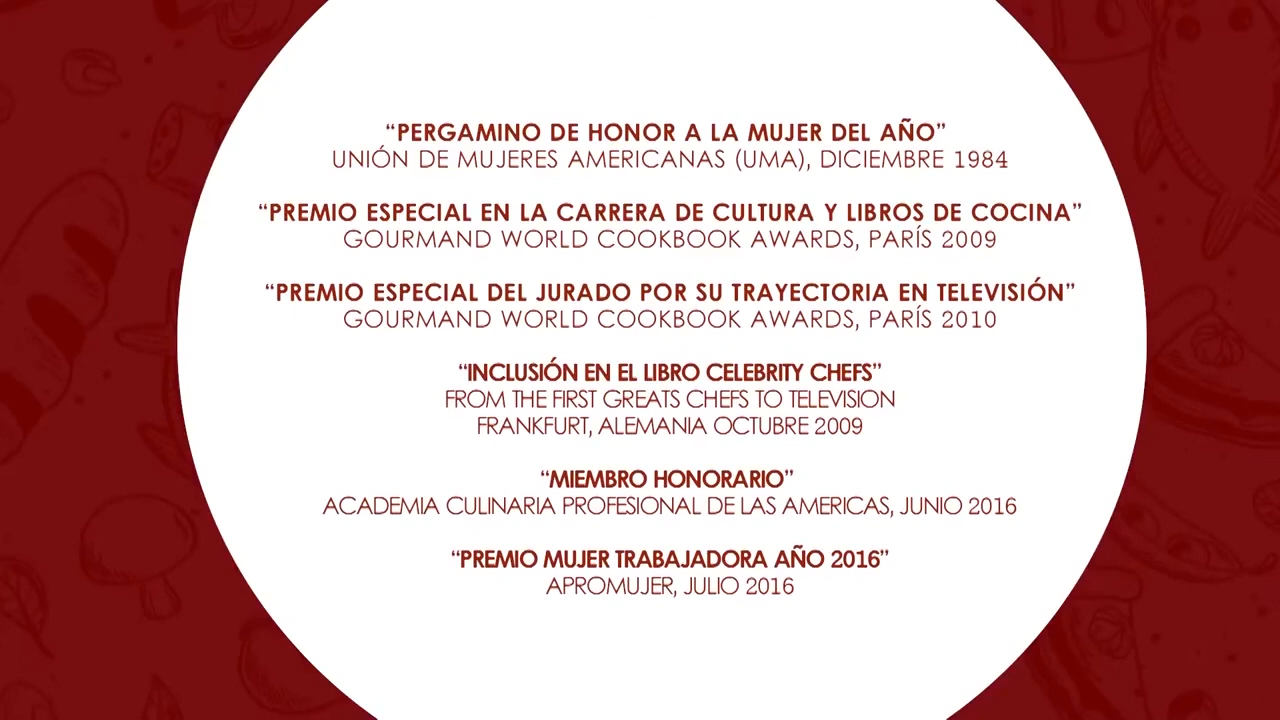 “PERGAMINO DE HONOR A LA MUJER DEL AÑO”
UNIÓN DE MUJERES AMERICANAS (UMA), DICIEMBRE 1984
“PREMIO ESPECIAL EN LA CARRERA DE CULTURA Y LIBROS DE COCINA”
GOURMAND WORLD COOKBOOK AWARDS, PARÍS 2009
“PREMIO ESPECIAL DEL JURADO POR SU TRAYECTORIA EN TELEVISIÓN”
GOURMAND WORLD COOKBOOK AWARDS, PARÍS 2010
“INCLUSIÓN EN EL LIBRO CELEBRITY CHEFS”
FROM THE FIRST GREATS CHEFS TO TELEVISION
FRANKFURT, ALEMANIA OCTUBRE 2009
“MIEMBRO HONORARIO”
ACADEMIA CULINARIA PROFESIONAL DE LAS AMERICAS, JUNIO 2016
“PREMIO MUJER TRABAJADORA AÑO 2016”
APROMUJER, JULIO 2016